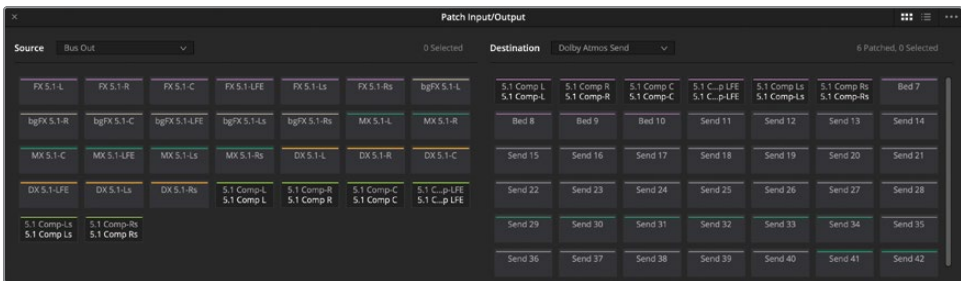 Patch Input/Output
Source Bus Out 0 Selected
Destination Dolby Atmos Send 6 Patched, 0 Selected
FX 5.1-L FX 5.1-R FX 5.1-C FX 5.1-LFE FX 5.1-Ls FX 5.1-Rs bgFX 5.1-L
bgFX 5.1-R bgFX 5.1-C bgFX 5.1-LFE bgFX 5.1-Ls bgFX 5.1-Rs MX 5.1-L MX 5.1-R
MX 5.1-C MX 5.1-LFE MX 5.1-Ls MX 5.1-Rs DX 5.1-L DX 5.1-R DX 5.1-C
DX 5.1-LFE DX 5.1-Ls DX 5.1-Rs 5.1 Comp-L 5.1 Comp-R 5.1 Comp-C 5.1 C...p-LFE
5.1 Comp L 5.1 Comp R 5.1 Comp C 5.1 C...p LFE
5.1 Comp-Ls 5.1 Comp-Rs
5.1 Comp Ls 5.1 Comp Rs
5.1 Comp L 5.1 Comp R 5.1 Comp C 5.1 C...p LFE 5.1 Comp Ls 5.1 Comp Rs Bed 7
5.1 Comp-L 5.1 Comp-R 5.1 Comp-C 5.1 C...p-LFE 5.1 Comp-Ls 5.1 Comp-Rs
Bed 8 Bed 9 Bed 10 Send 11 Send 12 Send 13 Send 14
Send 15 Send 16 Send 17 Send 18 Send 19 Send 20 Send 21
Send 22 Send 23 Send 24 Send 25 Send 26 Send 27 Send 28
Send 29 Send 30 Send 31 Send 32 Send 33 Send 34 Send 35
Send 36 Send 37 Send 38 Send 39 Send 40 Send 41 Send 42